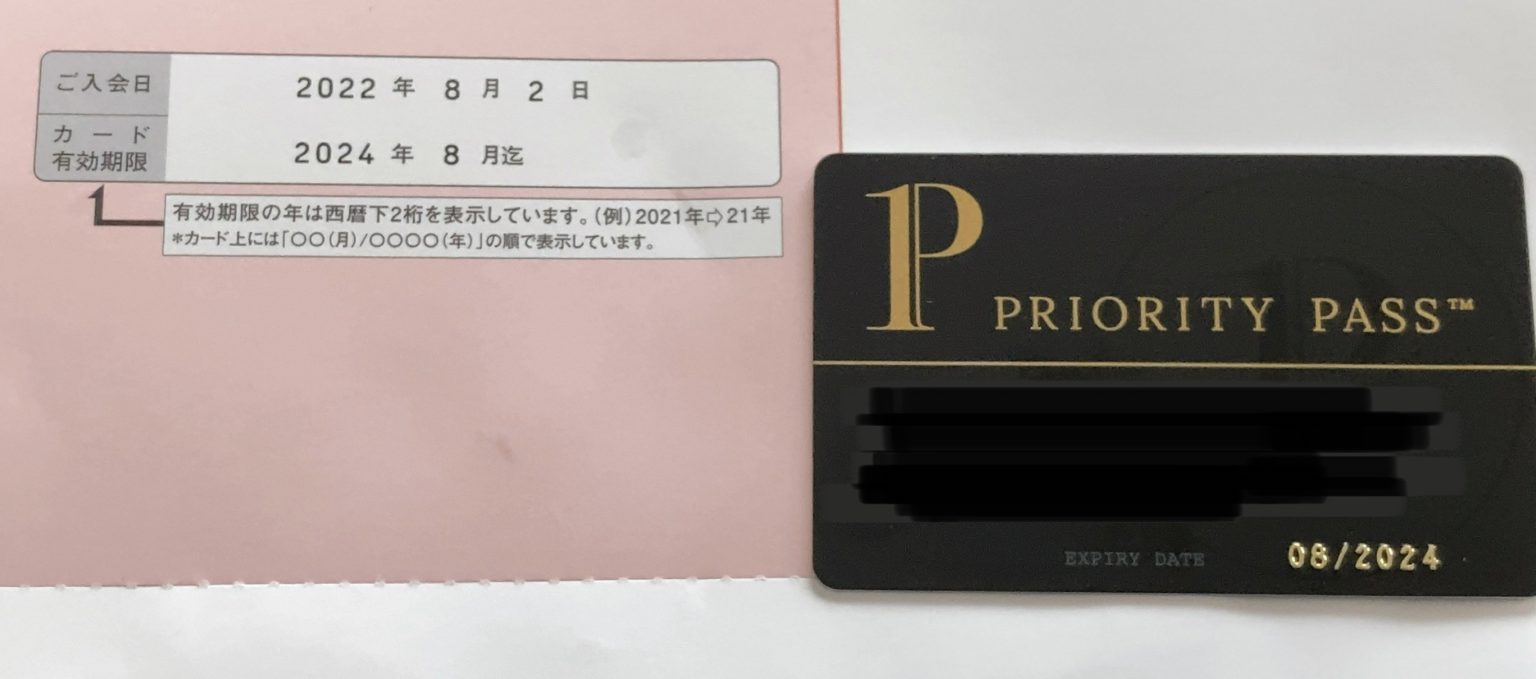 ご入会日 2022 年 8 月 2 日
カード
有効期限 2024 年 8 月迄
有効期限の年は西暦下2桁を表示しています。(例)2021年⇨21年
*カード上には「〇〇(月)/〇〇〇〇(年)」の順で表示しています。
P
PRIORITY PASS™
EXPIRY DATE 08/2024